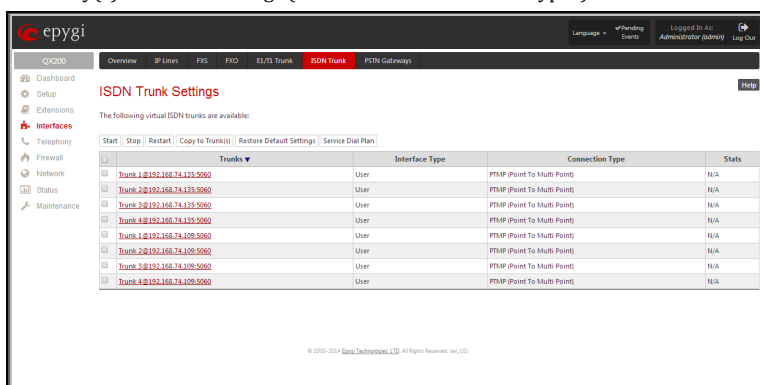 epygi
Language
Pending Events
Logged In As: Administrator (admin)
Log Out
QX200
Overview IP Lines FXS FXO E1/T1 Trunk ISDN Trunk PSTN Gateways
Dashboard
Setup
Extensions
Interfaces
Telephony
Firewall
Network
Status
Maintenance
ISDN Trunk Settings
Help
The following virtual ISDN trunks are available:
Start Stop Restart Copy to Trunk(s) Restore Default Settings Service Dial Plan
Trunks ▼ Interface Type Connection Type Stats
Trunk 1@192.168.74.135:5060 User PTMP (Point To Multi Point) N/A
Trunk 2@192.168.74.135:5060 User PTMP (Point To Multi Point) N/A
Trunk 3@192.168.74.135:5060 User PTMP (Point To Multi Point) N/A
Trunk 4@192.168.74.135:5060 User PTMP (Point To Multi Point) N/A
Trunk 1@192.168.74.109:5060 User PTMP (Point To Multi Point) N/A
Trunk 2@192.168.74.109:5060 User PTMP (Point To Multi Point) N/A
Trunk 3@192.168.74.109:5060 User PTMP (Point To Multi Point) N/A
Trunk 4@192.168.74.109:5060 User PTMP (Point To Multi Point) N/A
© 2000-2014 Epygi Technologies, LTD. All Rights Reserved. (en_US)